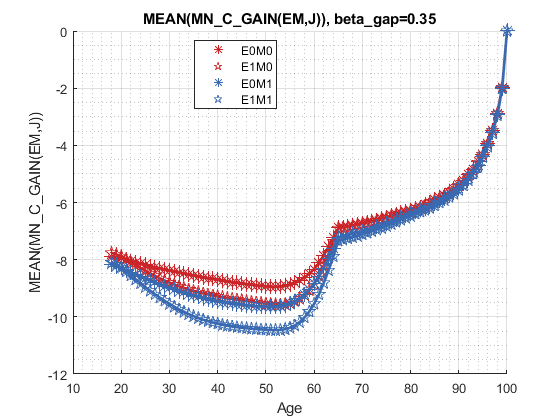 MEAN(MN_C_GAIN(EM,J)), beta_gap=0.35
MEAN(MN_C_GAIN(EM,J))
0
-2
-4
-6
-8
-10
-12
E0M0
E1M0
E0M1
E1M1
10 20 30 40 50 60 70 80 90 100
Age